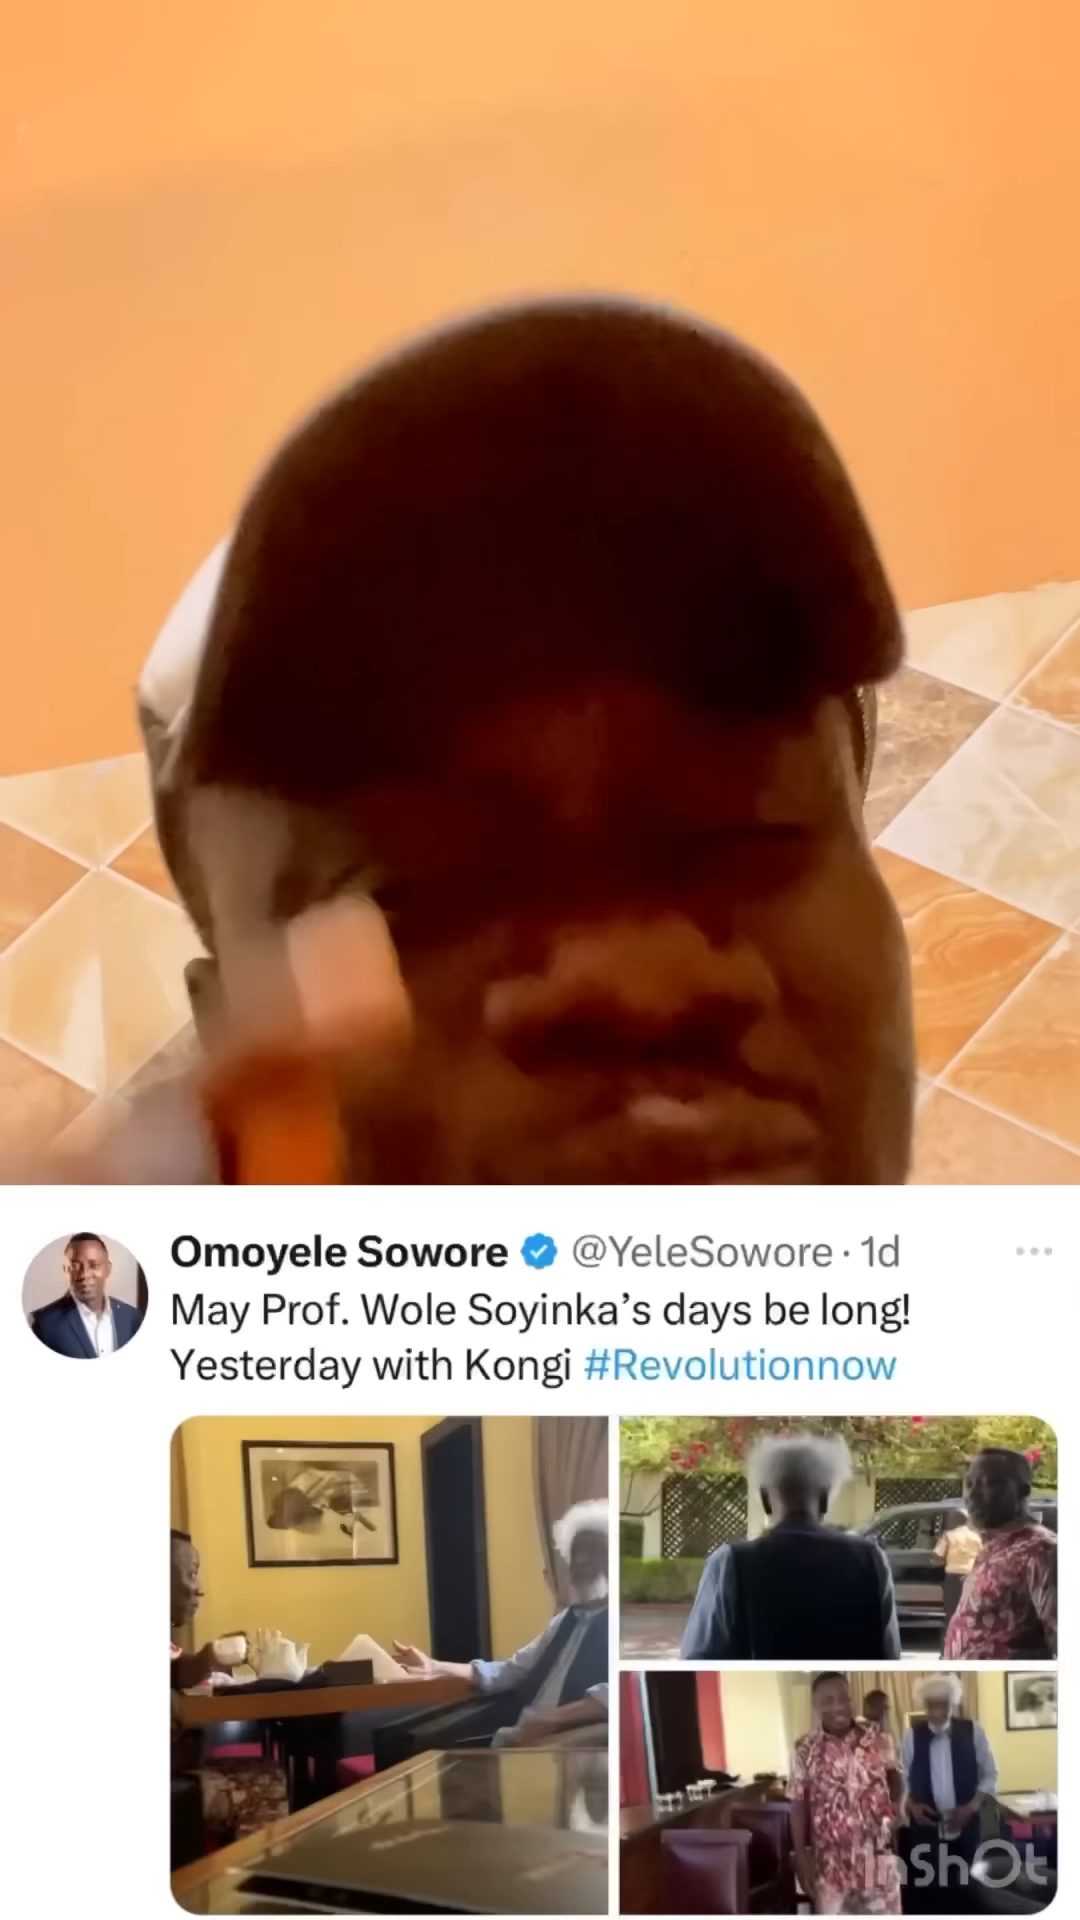 Omoyele Sowore @YeleSowore · 1d
May Prof. Wole Soyinka’s days be long!
Yesterday with Kongi #Revolutionnow
InShOt